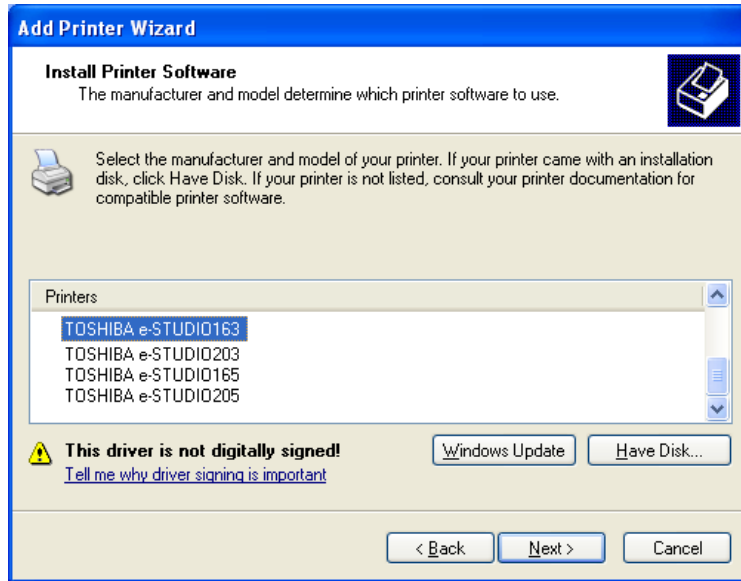 Add Printer Wizard
Install Printer Software
The manufacturer and model determine which printer software to use.
Select the manufacturer and model of your printer. If your printer came with an installation
disk, click Have Disk. If your printer is not listed, consult your printer documentation for
compatible printer software.
Printers
TOSHIBA e-STUDIO163
TOSHIBA e-STUDIO203
TOSHIBA e-STUDIO165
TOSHIBA e-STUDIO205
This driver is not digitally signed!
Tell me why driver signing is important
Windows Update
Have Disk...
< Back
Next >
Cancel